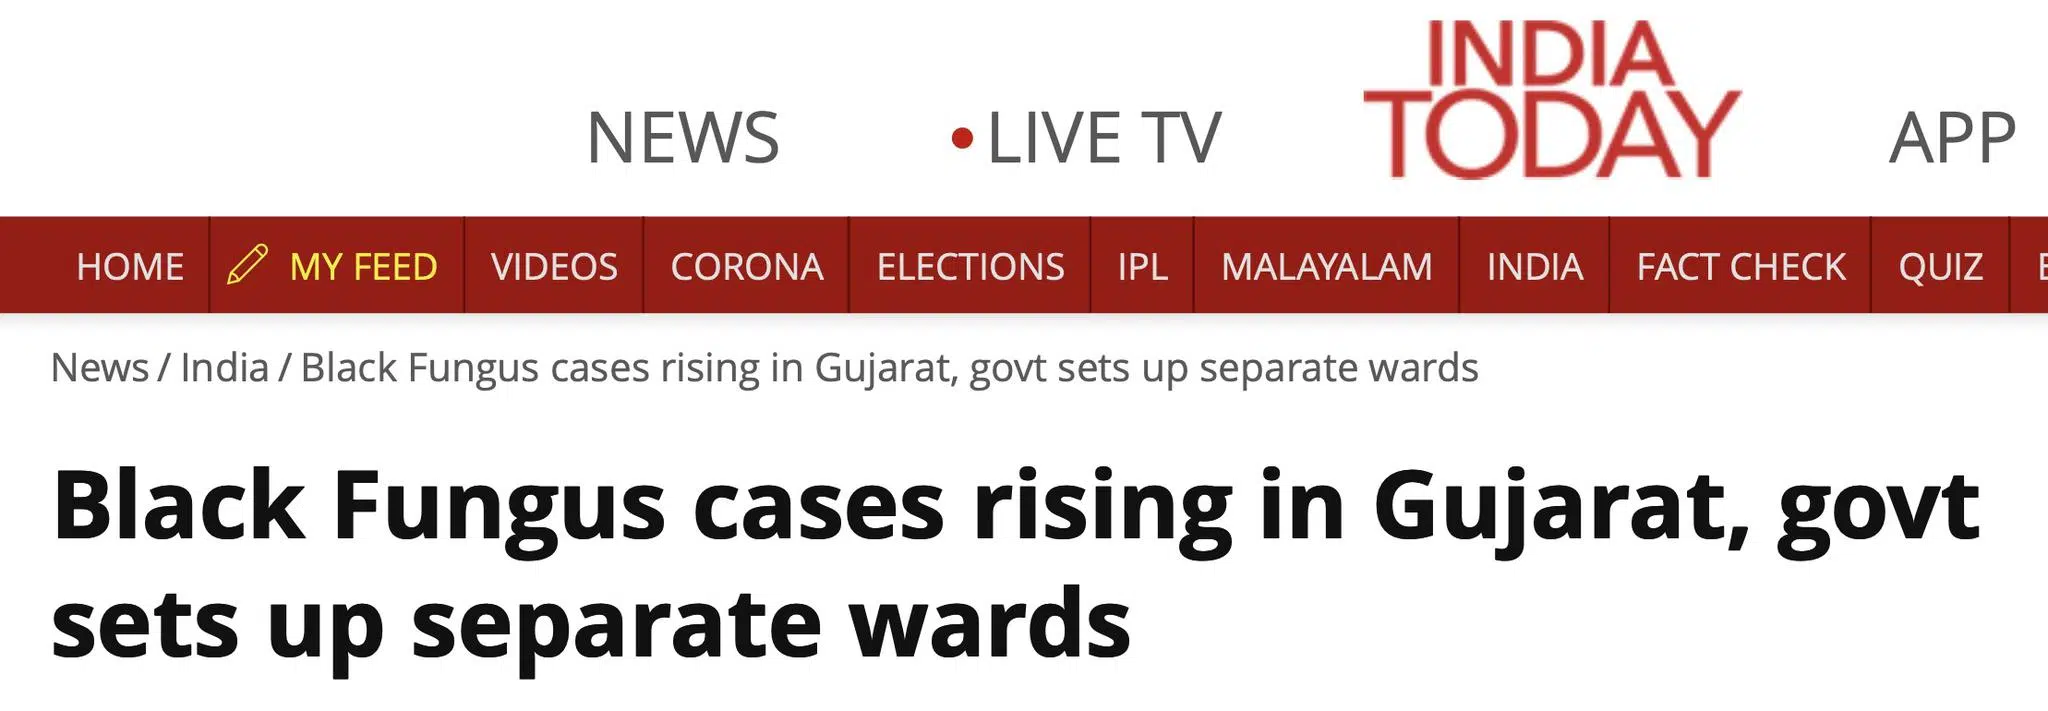 NEWS
LIVE TV
INDIA
TODAY
APP
HOME MY FEED VIDEOS CORONA ELECTIONS IPL MALAYALAM INDIA FACT CHECK QUIZ
News / India / Black Fungus cases rising in Gujarat, govt sets up separate wards
Black Fungus cases rising in Gujarat, govt
sets up separate wards